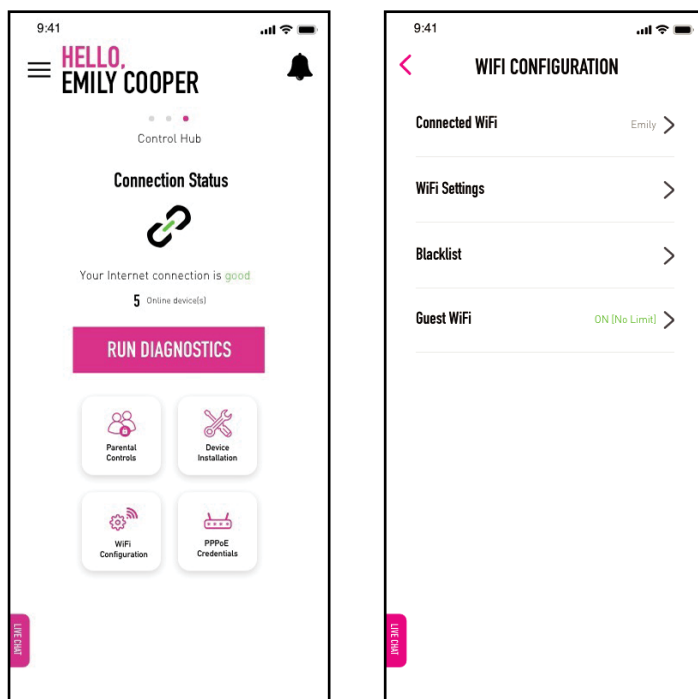 9:41
HELLO,
EMILY COOPER
Control Hub
Connection Status
Your Internet connection is good
5 Online device(s)
RUN DIAGNOSTICS
Parental
Controls
Device
Installation
WiFi
Configuration
PPPoE
Credentials
LIVE CHAT
9:41
WIFI CONFIGURATION
Connected WiFi
Emily
WiFi Settings
Blacklist
Guest WiFi
ON [No Limit]
LIVE CHAT